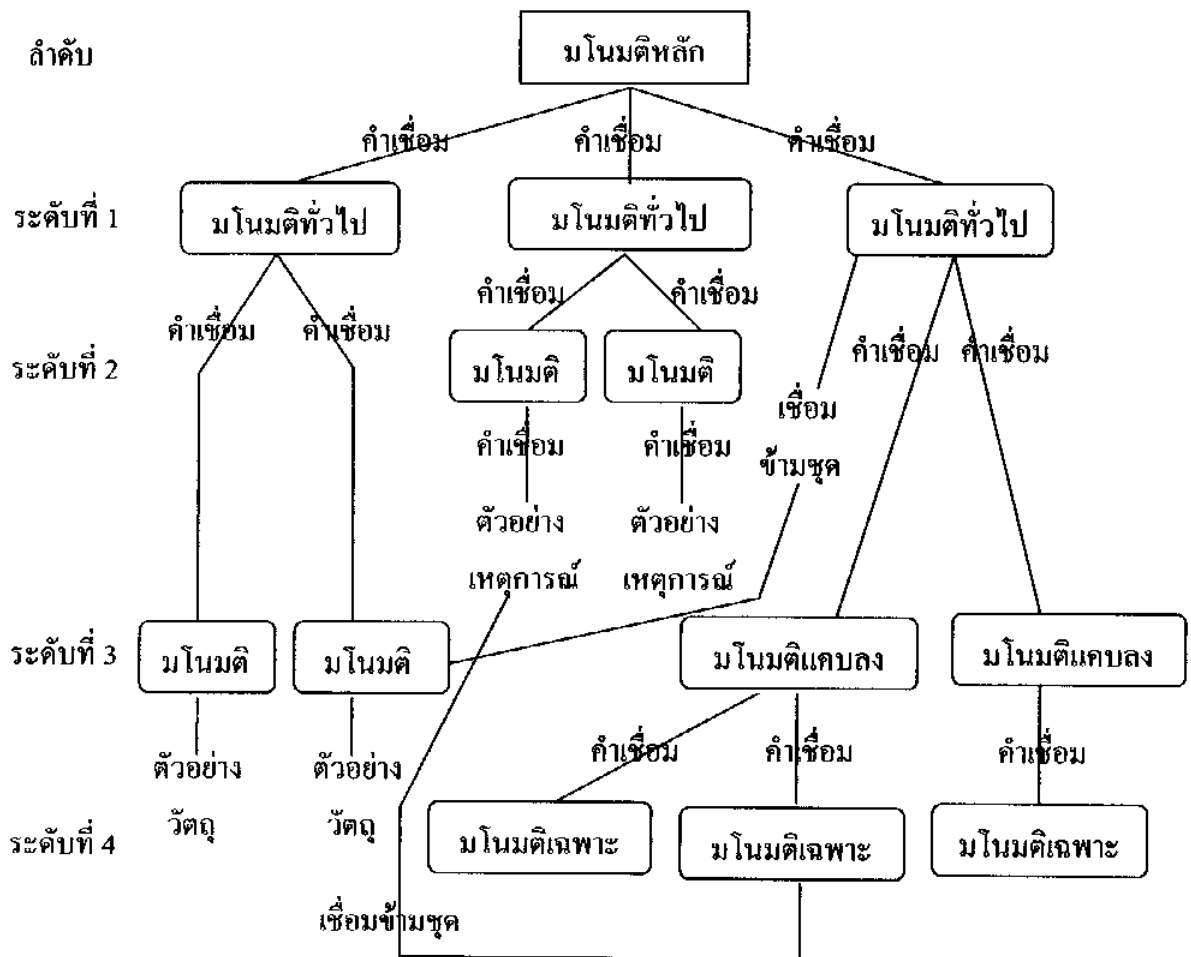 ลำดับ
มโนมติหลัก
คำเชื่อม คำเชื่อม คำเชื่อม
ระดับที่ 1
มโนมติทั่วไป มโนมติทั่วไป มโนมติทั่วไป
คำเชื่อม คำเชื่อม
คำเชื่อม คำเชื่อม คำเชื่อม คำเชื่อม
ระดับที่ 2
มโนมติ มโนมติ
เชื่อม
ข้ามชุด
คำเชื่อม คำเชื่อม
ตัวอย่าง ตัวอย่าง
เหตุการณ์ เหตุการณ์
ระดับที่ 3
มโนมติ มโนมติ มโนมติแคบลง มโนมติแคบลง
คำเชื่อม คำเชื่อม คำเชื่อม
ตัวอย่าง ตัวอย่าง
วัตถุ วัตถุ
ระดับที่ 4
มโนมติเฉพาะ มโนมติเฉพาะ มโนมติเฉพาะ
เชื่อมข้ามชุด